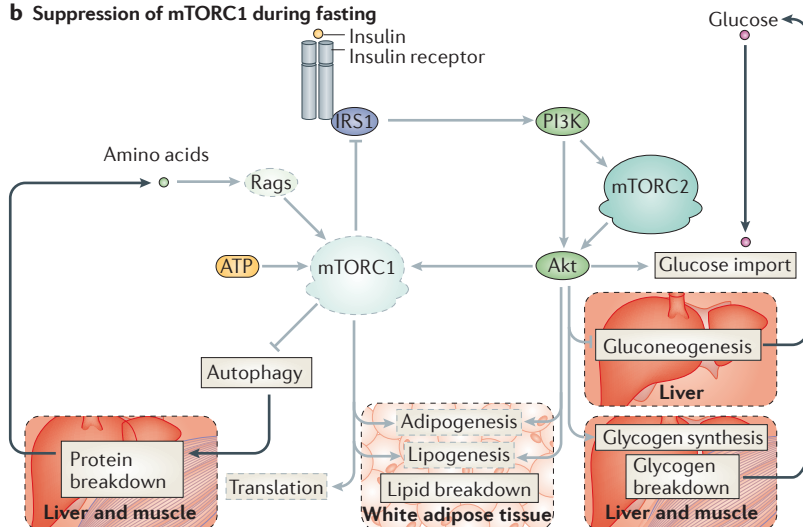 b Suppression of mTORC1 during fasting
Glucose
Insulin
Insulin receptor
IRS1
PI3K
Amino acids
Rags
mTORC2
ATP
mTORC1
Akt
Glucose import
Gluconeogenesis
Liver
Autophagy
Adipogenesis
Glycogen synthesis
Protein
breakdown
Lipogenesis
Glycogen
breakdown
Translation
Lipid breakdown
Liver and muscle
White adipose tissue
Liver and muscle